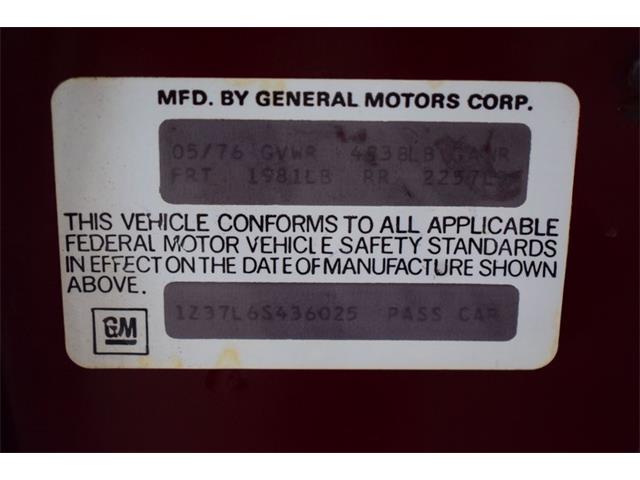 MFD. BY GENERAL MOTORS CORP.
05/76 GVWR 4238LB GAWR
FRT. 1981LB RR. 2257LB
THIS VEHICLE CONFORMS TO ALL APPLICABLE
FEDERAL MOTOR VEHICLE SAFETY STANDARDS
IN EFFECT ON THE DATE OF MANUFACTURE SHOWN
ABOVE.
GM
1Z37L6S436025 PASS CAR